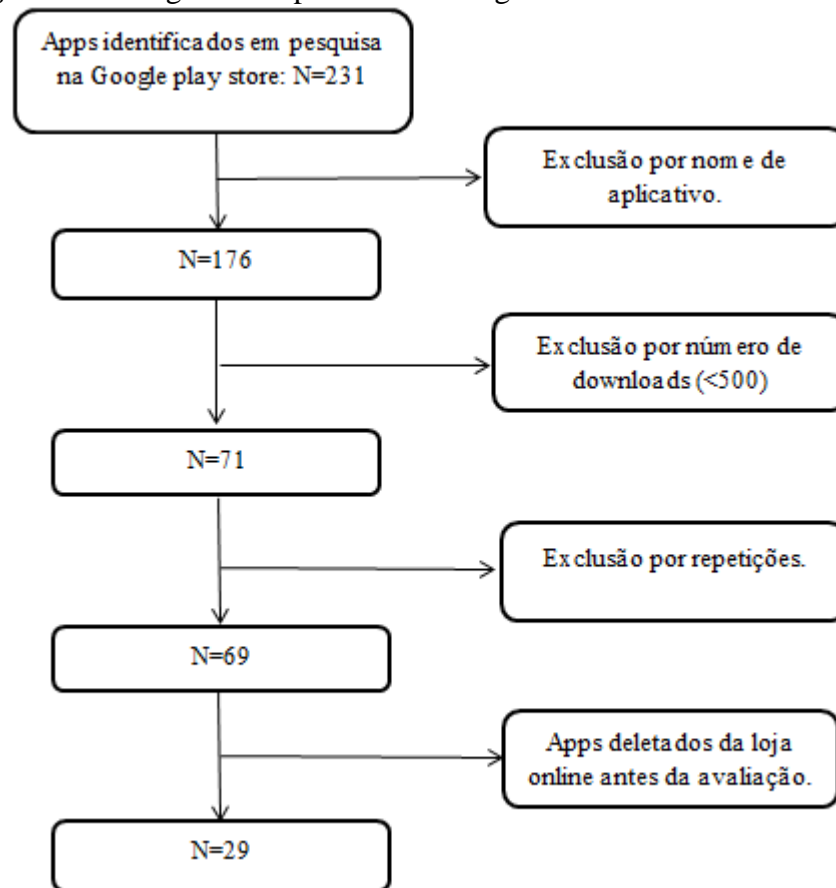 Apps identificados em pesquisa
na Google play store: N=231
Exclusão por nome de
aplicativo.
N=176
Exclusão por número de
downloads (<500)
N=71
Exclusão por repetições.
N=69
Apps deletados da loja
online antes da avaliação.
N=29